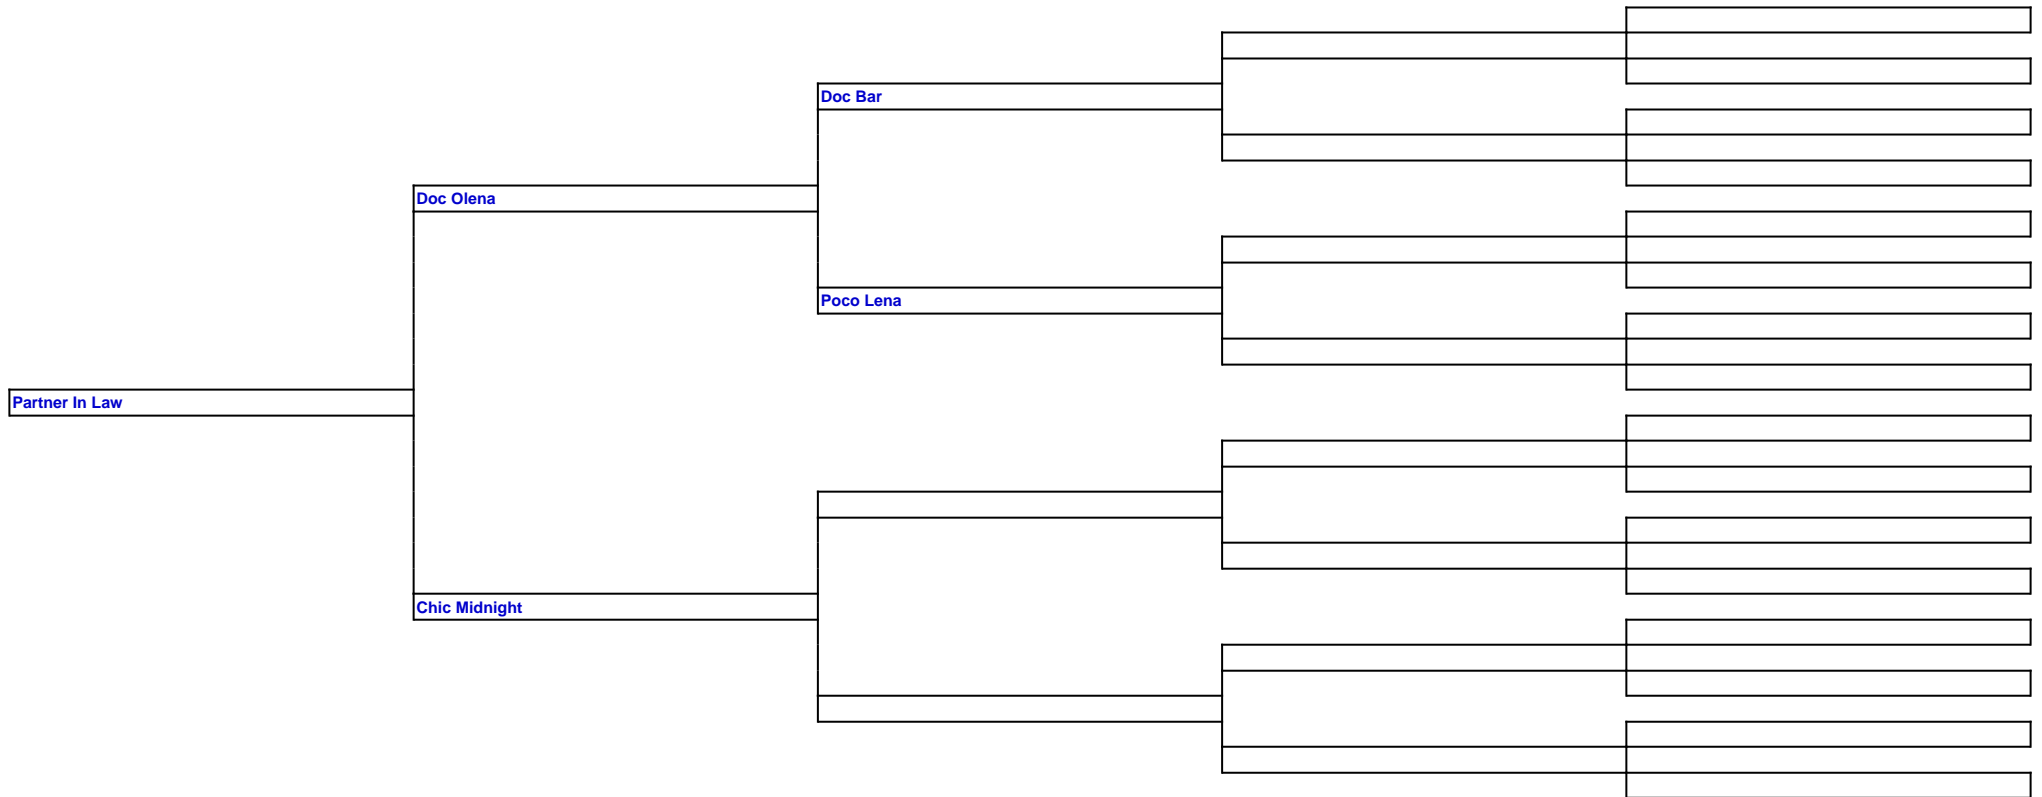 Doc Bar
Doc Olena
Poco Lena
Partner In Law
Chic Midnight